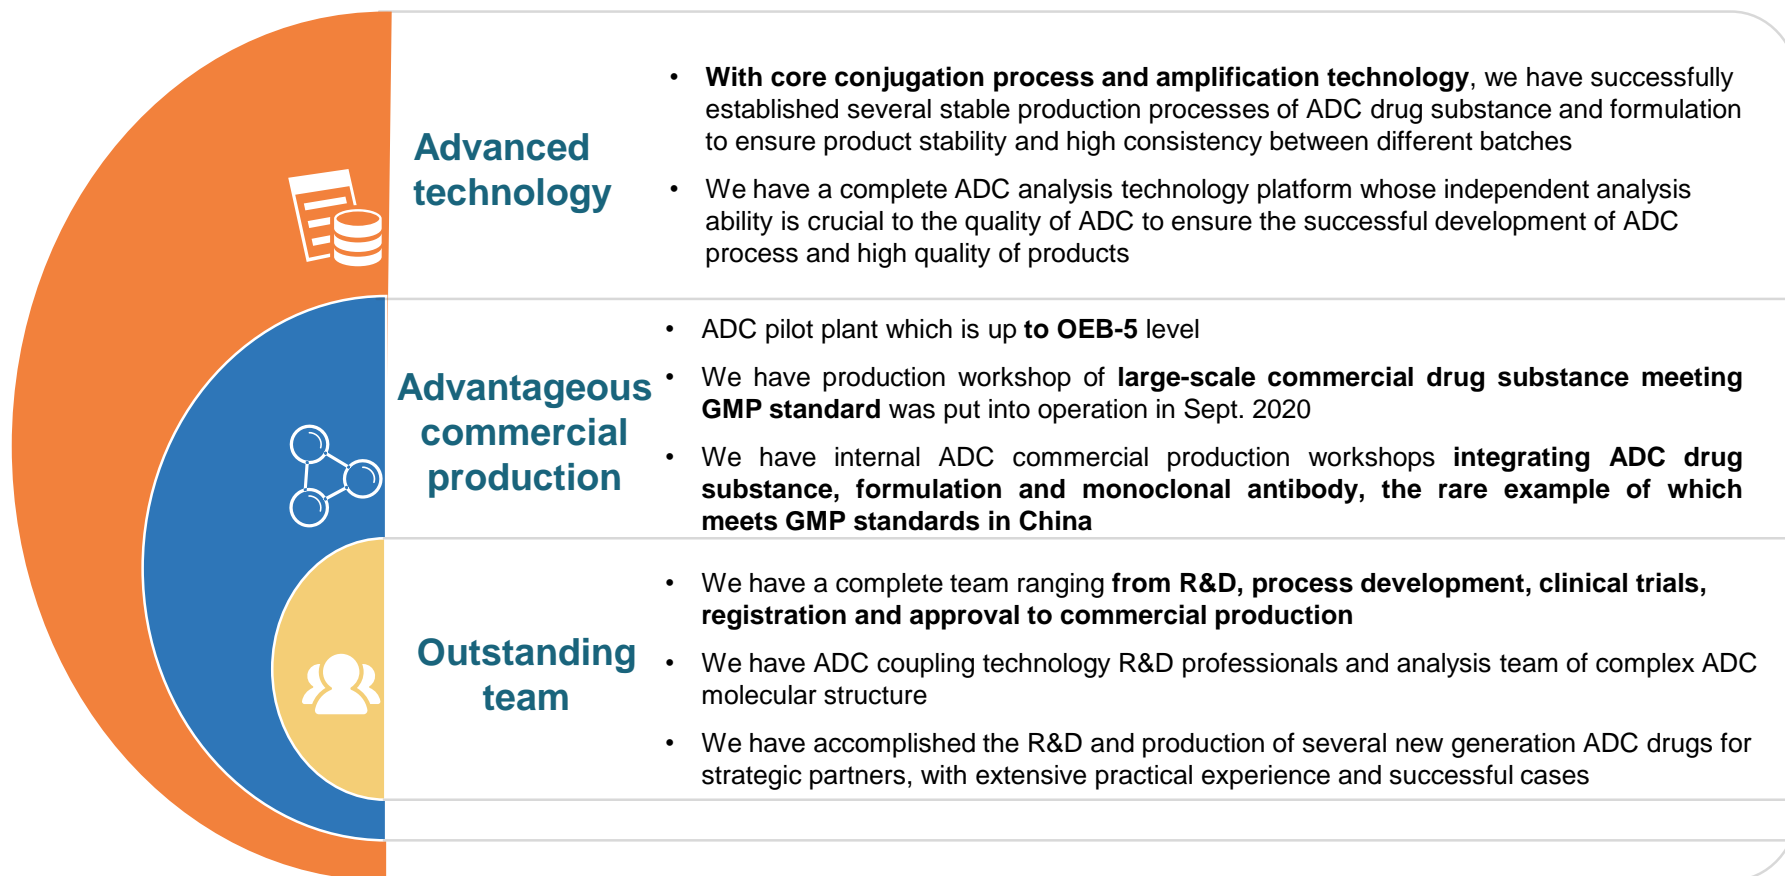 Advanced
technology
• With core conjugation process and amplification technology, we have successfully
established several stable production processes of ADC drug substance and formulation
to ensure product stability and high consistency between different batches
• We have a complete ADC analysis technology platform whose independent analysis
ability is crucial to the quality of ADC to ensure the successful development of ADC
process and high quality of products
Advantageous
commercial
production
• ADC pilot plant which is up to OEB-5 level
• We have production workshop of large-scale commercial drug substance meeting
GMP standard was put into operation in Sept. 2020
• We have internal ADC commercial production workshops integrating ADC drug
substance, formulation and monoclonal antibody, the rare example of which
meets GMP standards in China
Outstanding
team
• We have a complete team ranging from R&D, process development, clinical trials,
registration and approval to commercial production
• We have ADC coupling technology R&D professionals and analysis team of complex ADC
molecular structure
• We have accomplished the R&D and production of several new generation ADC drugs for
strategic partners, with extensive practical experience and successful cases